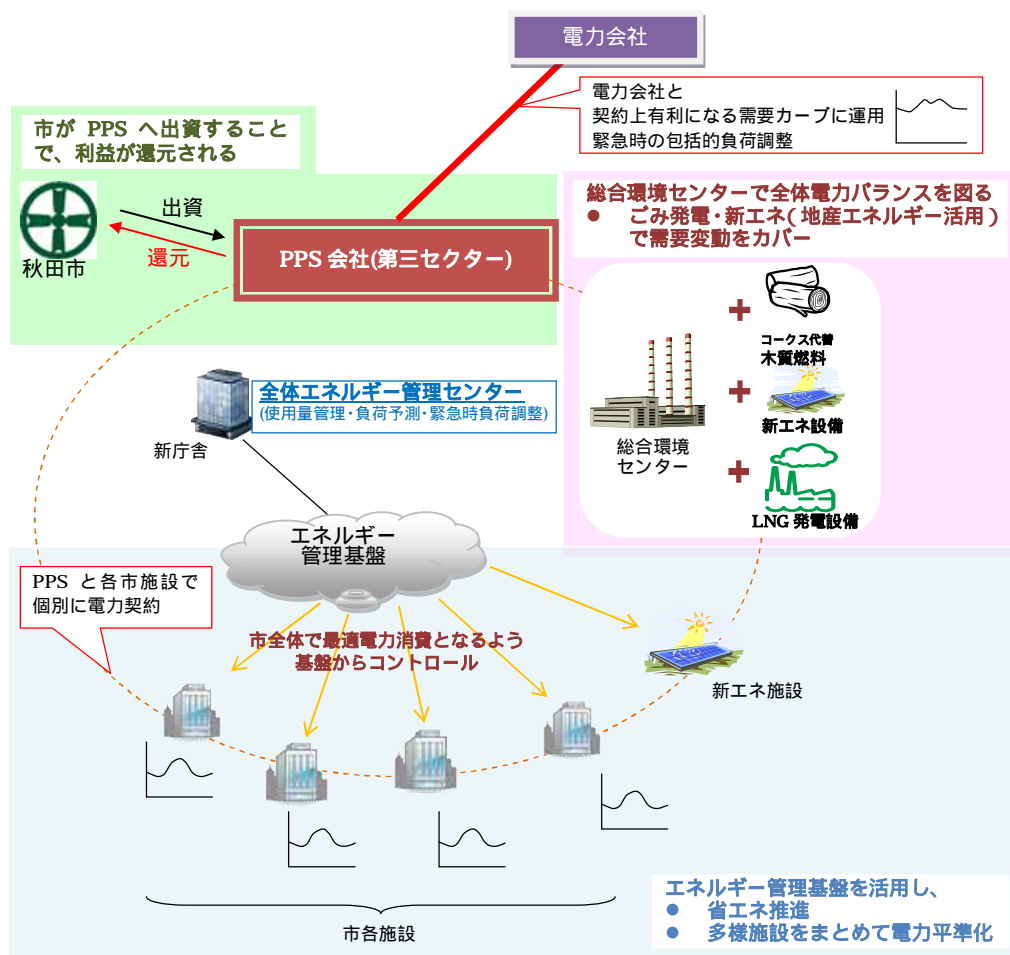 電力会社
電力会社と
契約上有利になる需要カーブに運用
緊急時の包括的負荷調整
市が PPS へ出資すること
で、利益が還元される
出資
還元
秋田市
PPS 会社(第三セクター)
総合環境センターで全体電力バランスを図る
● ごみ発電・新エネ(地産エネルギー活用)
で需要変動をカバー
コークス代替
木質燃料
新エネ設備
LNG 発電設備
総合環境
センター
全体エネルギー管理センター
(使用量管理・負荷予測・緊急時負荷調整)
新庁舎
エネルギー
管理基盤
PPS と各市施設で
個別に電力契約
市全体で最適電力消費となるよう
基盤からコントロール
新エネ施設
市各施設
エネルギー管理基盤を活用し、
● 省エネ推進
● 多様施設をまとめて電力平準化